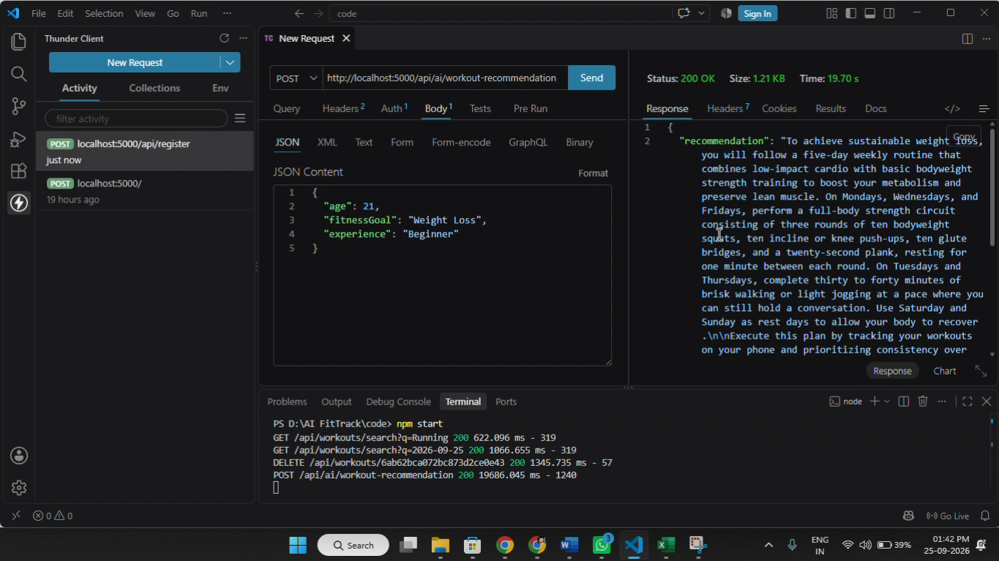 File Edit Selection View Go Run ···
code
Sign In
Thunder Client
New Request
Activity Collections Env
filter activity
POST localhost:5000/api/register
just now
POST localhost:5000/
19 hours ago
TC New Request
POST http://localhost:5000/api/ai/workout-recommendation Send
Query Headers 2 Auth 1 Body 1 Tests Pre Run
JSON XML Text Form Form-encode GraphQL Binary
JSON Content Format
1 {
2 "age": 21,
3 "fitnessGoal": "Weight Loss",
4 "experience": "Beginner"
5 }
Status: 200 OK Size: 1.21 KB Time: 19.70 s
Response Headers 7 Cookies Results Docs </>
Copy
1 {
2 "recommendation": "To achieve sustainable weight loss,
you will follow a five-day weekly routine that
combines low-impact cardio with basic bodyweight
strength training to boost your metabolism and
preserve lean muscle. On Mondays, Wednesdays, and
Fridays, perform a full-body strength circuit
consisting of three rounds of ten bodyweight
squats, ten incline or knee push-ups, ten glute
bridges, and a twenty-second plank, resting for
one minute between each round. On Tuesdays and
Thursdays, complete thirty to forty minutes of
brisk walking or light jogging at a pace where you
can still hold a conversation. Use Saturday and
Sunday as rest days to allow your body to recover
.\n\nExecute this plan by tracking your workouts
on your phone and prioritizing consistency over
Response Chart
Problems Output Debug Console Terminal Ports
node
PS D:\AI FitTrack\code> npm start
GET /api/workouts/search?q=Running 200 622.096 ms - 319
GET /api/workouts/search?q=2026-09-25 200 1066.655 ms - 319
DELETE /api/workouts/6ab62bca072bc873d2ce0e43 200 1345.735 ms - 57
POST /api/ai/workout-recommendation 200 19686.045 ms - 1240
0 0
Go Live
Search
3
ENG
IN
39%
01:42 PM
25-09-2026